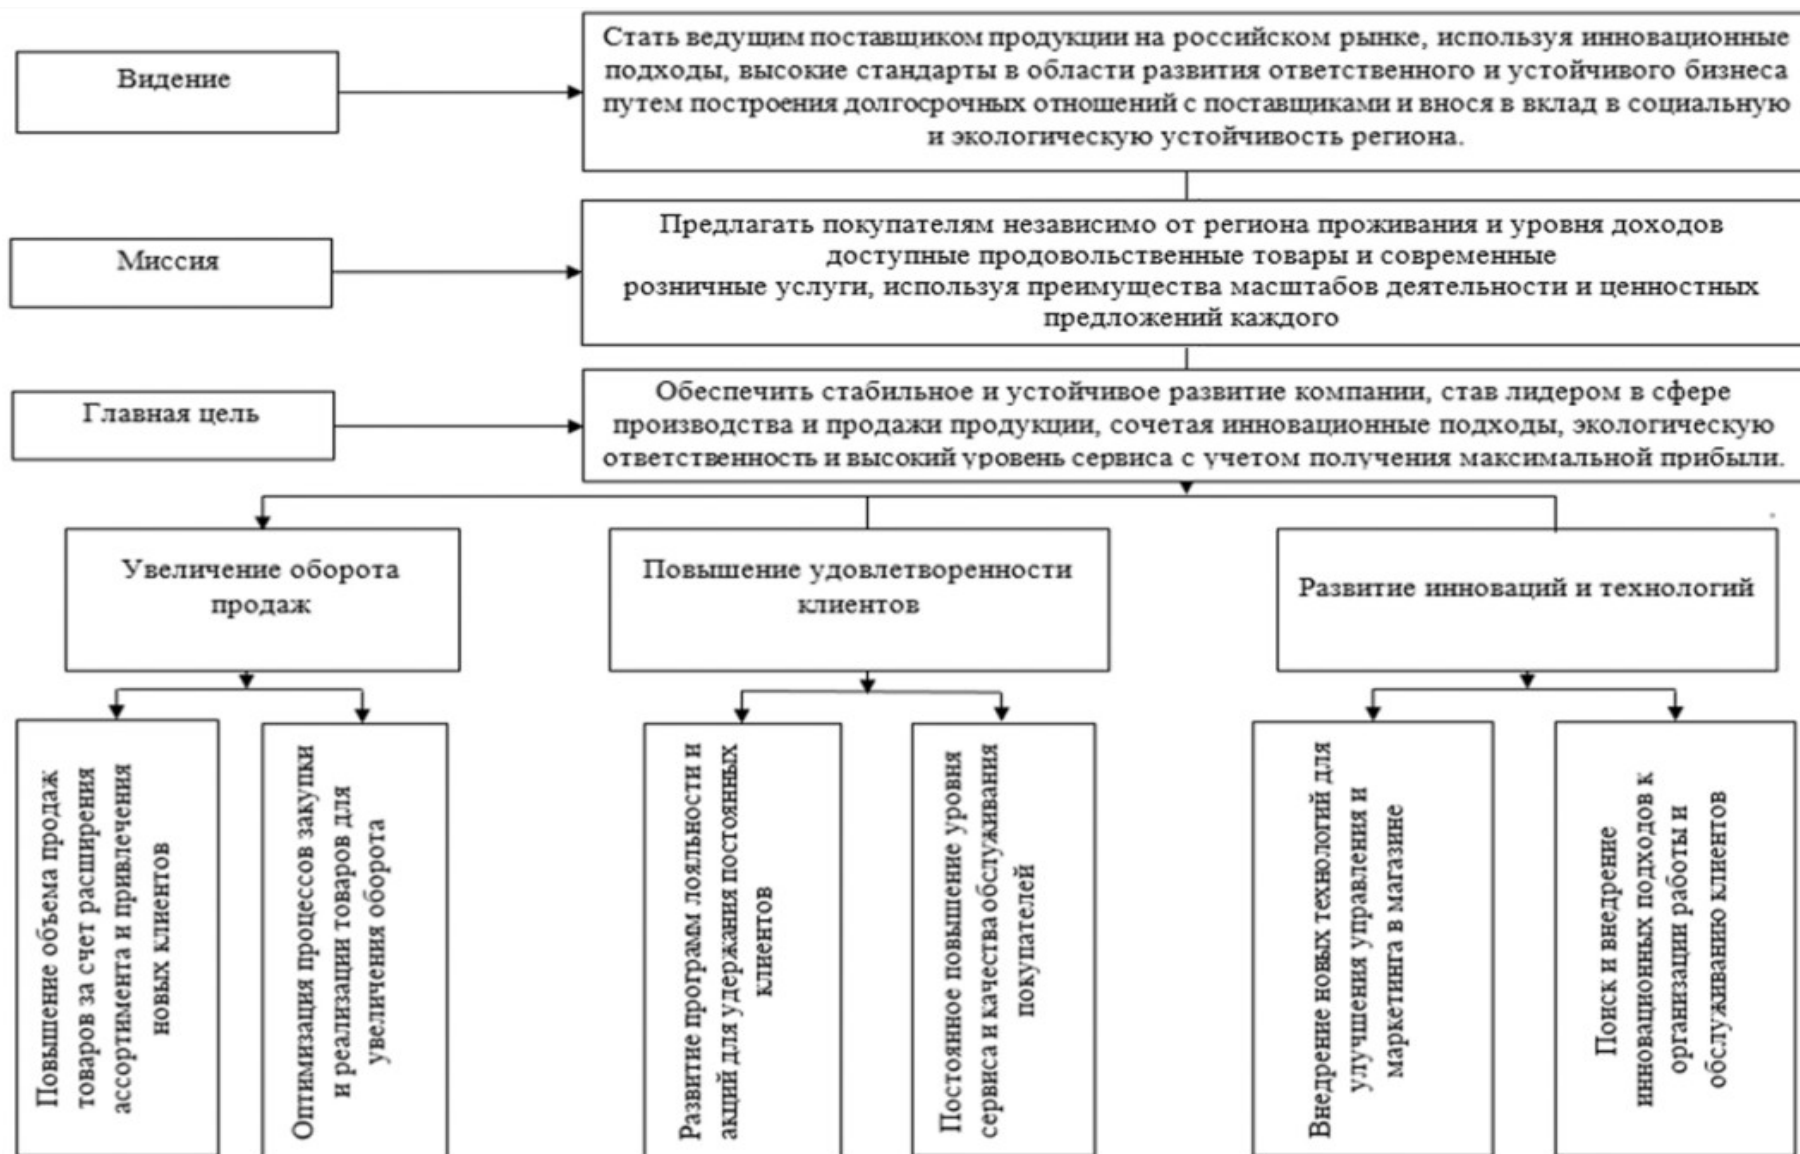 Видение
Стать ведущим поставщиком продукции на российском рынке, используя инновационные
подходы, высокие стандарты в области развития ответственного и устойчивого бизнеса
путем построения долгосрочных отношений с поставщиками и внося в вклад в социальную
и экологическую устойчивость региона.
Миссия
Предлагать покупателям независимо от региона проживания и уровня доходов
доступные продовольственные товары и современные
розничные услуги, используя преимущества масштабов деятельности и ценностных
предложений каждого
Главная цель
Обеспечить стабильное и устойчивое развитие компании, став лидером в сфере
производства и продажи продукции, сочетая инновационные подходы, экологическую
ответственность и высокий уровень сервиса с учетом получения максимальной прибыли.
Увеличение оборота
продаж
Повышение удовлетворенности
клиентов
Развитие инноваций и технологий
Повышение объема продаж
товаров за счет расширения
ассортимента и привлечения
новых клиентов
Оптимизация процессов закупки
и реализации товаров для
увеличения оборота
Развитие программ лояльности и
акций для удержания постоянных
клиентов
Постоянное повышение уровня
сервиса и качества обслуживания
покупателей
Внедрение новых технологий для
улучшения управления и
маркетинга в магазине
Поиск и внедрение
инновационных подходов к
организации работы и
обслуживанию клиентов